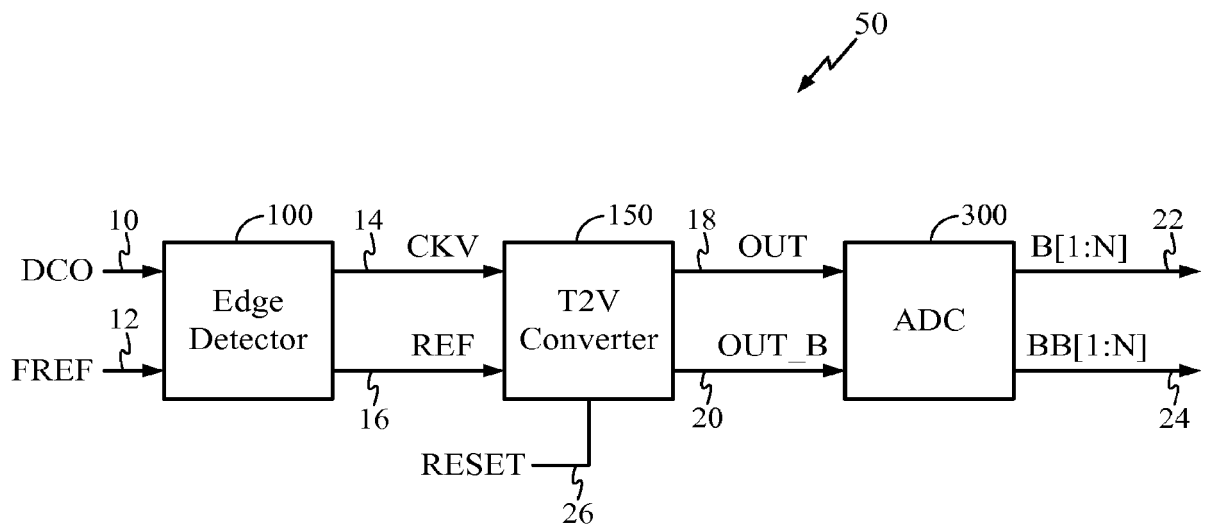 50
10
100
14
CKV
150
18
OUT
300
B[1:N]
22
DCO
Edge
Detector
T2V
Converter
ADC
FREF
12
REF
16
OUT_B
20
BB[1:N]
24
RESET
26